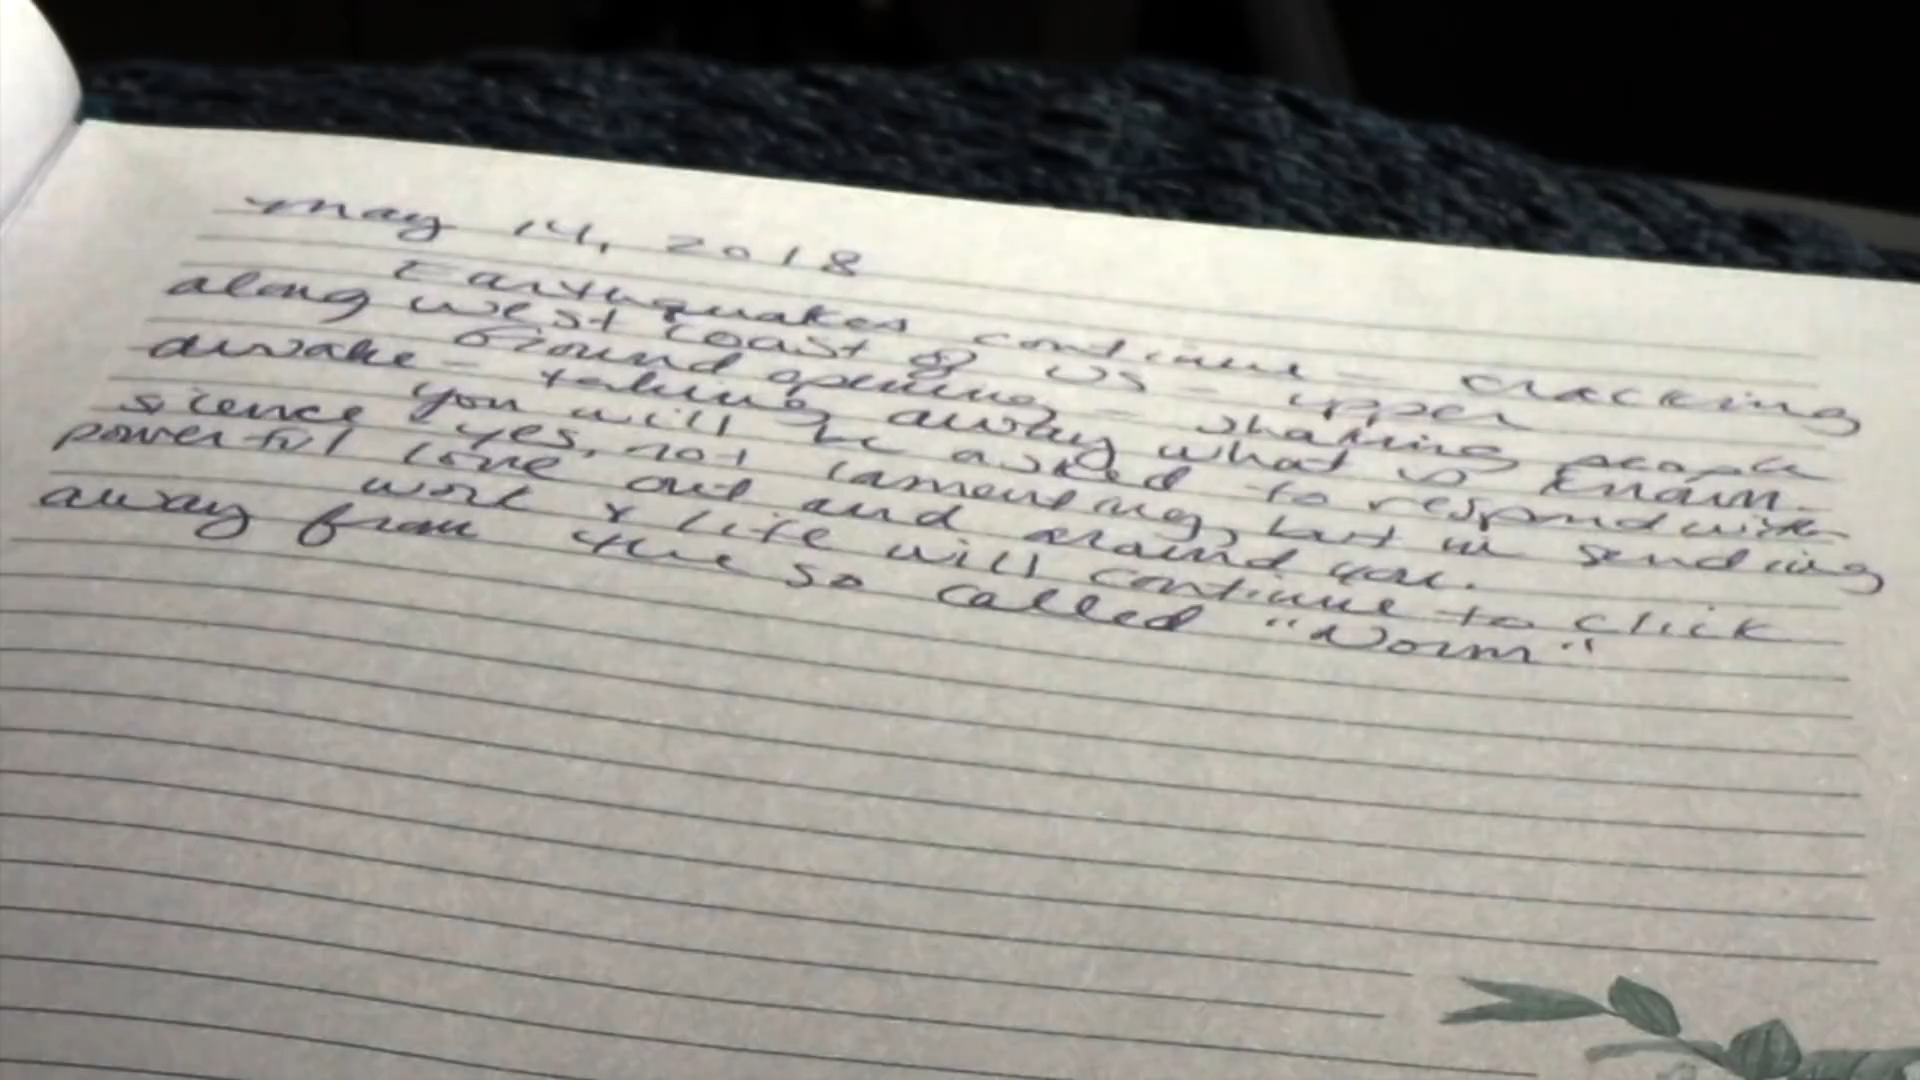 May 14, 2018
Earthquakes continue - cracking
along west coast of US - upper
Ground opening - shaking people
awake - taking away what is known.
You will be asked to respond with
silence yes, not lamenting, but in sending
powerful love out and around you.
Work & life will continue to click
away from the so called "Norm"